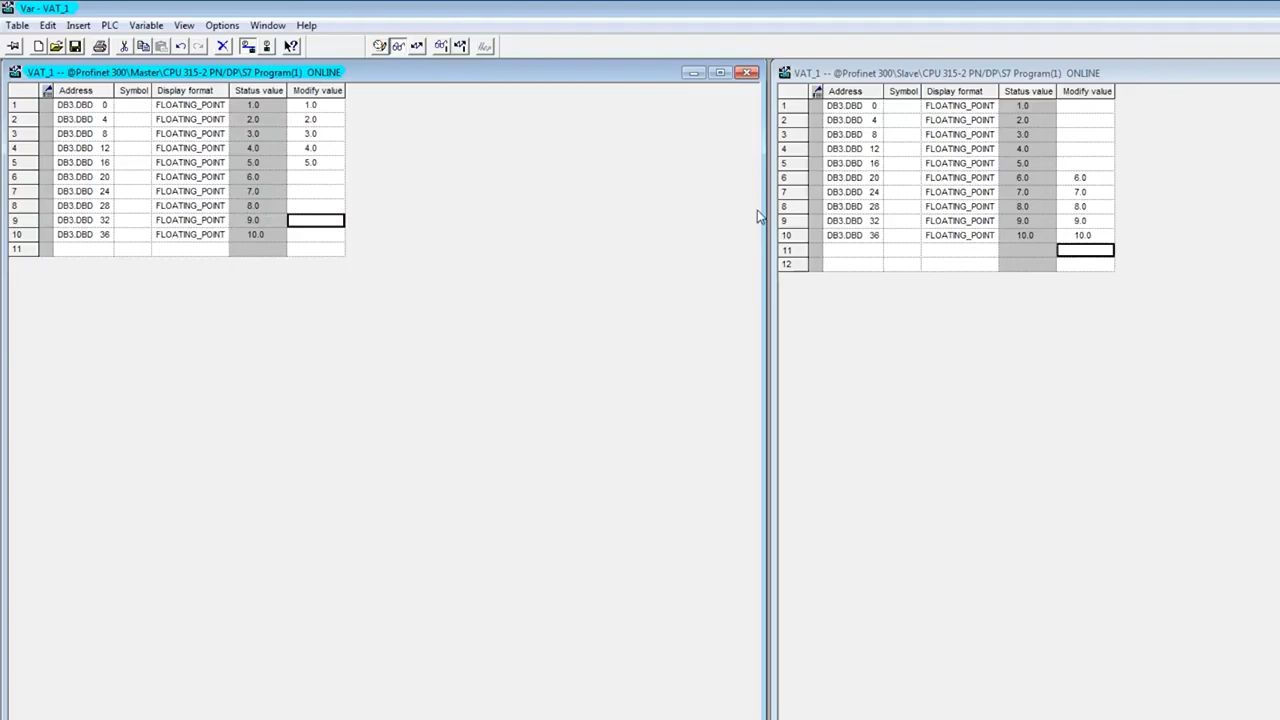 Var - VAT_1
Table Edit Insert PLC Variable View Options Window Help
VAT_1 -- @Profinet 300\Master\CPU 315-2 PN/DP\S7 Program(1) ONLINE
Address Symbol Display format Status value Modify value
1 DB3.DBD 0 FLOATING_POINT 1.0 1.0
2 DB3.DBD 4 FLOATING_POINT 2.0 2.0
3 DB3.DBD 8 FLOATING_POINT 3.0 3.0
4 DB3.DBD 12 FLOATING_POINT 4.0 4.0
5 DB3.DBD 16 FLOATING_POINT 5.0 5.0
6 DB3.DBD 20 FLOATING_POINT 6.0
7 DB3.DBD 24 FLOATING_POINT 7.0
8 DB3.DBD 28 FLOATING_POINT 8.0
9 DB3.DBD 32 FLOATING_POINT 9.0
10 DB3.DBD 36 FLOATING_POINT 10.0
11
VAT_1 -- @Profinet 300\Slave\CPU 315-2 PN/DP\S7 Program(1) ONLINE
Address Symbol Display format Status value Modify value
1 DB3.DBD 0 FLOATING_POINT 1.0
2 DB3.DBD 4 FLOATING_POINT 2.0
3 DB3.DBD 8 FLOATING_POINT 3.0
4 DB3.DBD 12 FLOATING_POINT 4.0
5 DB3.DBD 16 FLOATING_POINT 5.0
6 DB3.DBD 20 FLOATING_POINT 6.0 6.0
7 DB3.DBD 24 FLOATING_POINT 7.0 7.0
8 DB3.DBD 28 FLOATING_POINT 8.0 8.0
9 DB3.DBD 32 FLOATING_POINT 9.0 9.0
10 DB3.DBD 36 FLOATING_POINT 10.0 10.0
11
12